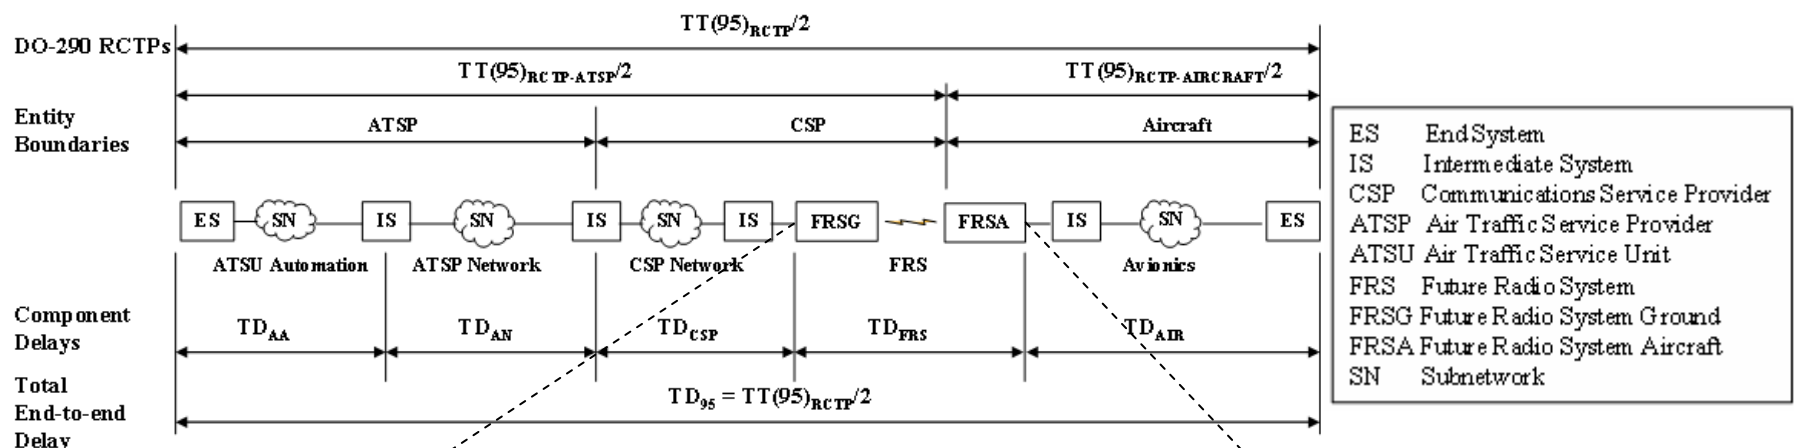 TT(95)RCTP/2
DO-290 RCTPs
TT(95)RCTP-ATSP/2 TT(95)RCTP-AIRCRAFT/2
Entity
Boundaries
ATSP CSP Aircraft
ES SN IS SN IS SN IS FRSG FRSA IS SN ES
ATSU Automation ATSP Network CSP Network FRS Avionics
Component
Delays
TDAA TDAN TDCSP TDFRS TDAIR
Total
End-to-end
Delay
TD95 = TT(95)RCTP/2
ES End System
IS Intermediate System
CSP Communications Service Provider
ATSP Air Traffic Service Provider
ATSU Air Traffic Service Unit
FRS Future Radio System
FRSG Future Radio System Ground
FRSA Future Radio System Aircraft
SN Subnetwork